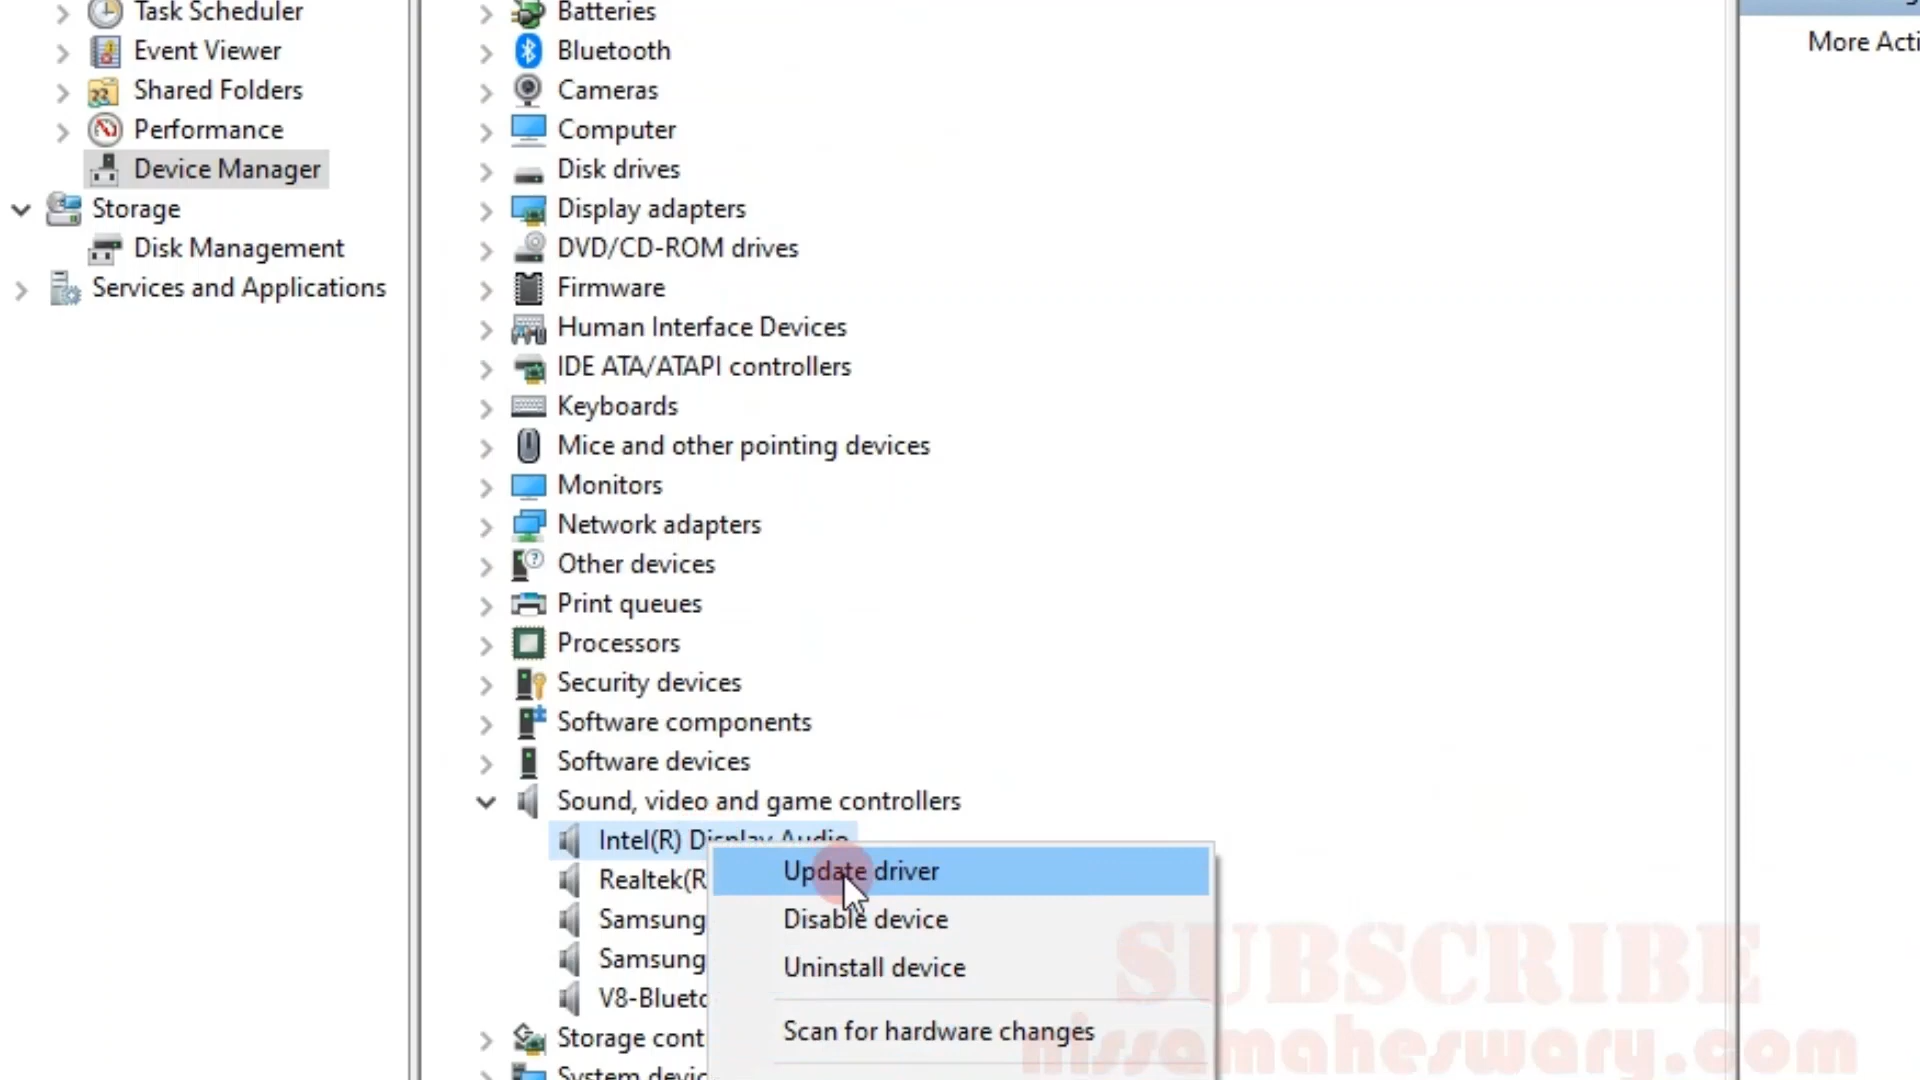 Task Scheduler
Event Viewer
Shared Folders
Performance
Device Manager
Storage
Disk Management
Services and Applications
Batteries
Bluetooth
Cameras
Computer
Disk drives
Display adapters
DVD/CD-ROM drives
Firmware
Human Interface Devices
IDE ATA/ATAPI controllers
Keyboards
Mice and other pointing devices
Monitors
Network adapters
Other devices
Print queues
Processors
Security devices
Software components
Software devices
Sound, video and game controllers
Intel(R) Display Audio
Realtek(R
Samsung
Samsung
V8-Blueto
Storage cont
System devic
Update driver
Disable device
Uninstall device
Scan for hardware changes
More Acti
SUBSCRIBE
nissamaheswary.com